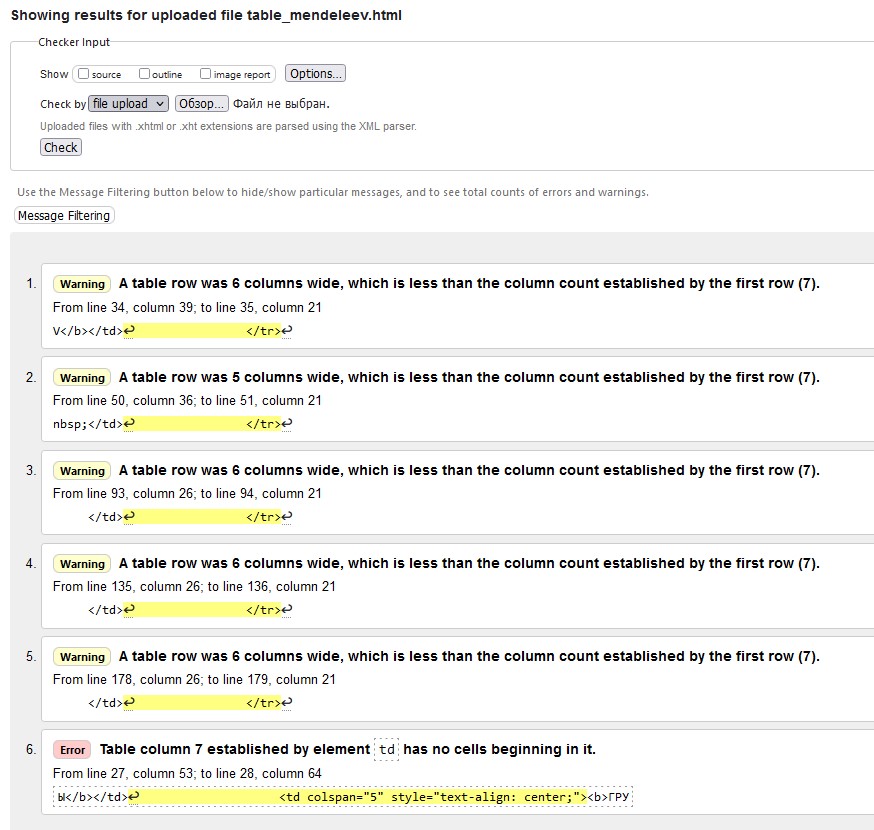 Showing results for uploaded file table_mendeleev.html
Checker Input
Show source outline image report Options...
Check by file upload Обзор... Файл не выбран.
Uploaded files with .xhtml or .xht extensions are parsed using the XML parser.
Check
Use the Message Filtering button below to hide/show particular messages, and to see total counts of errors and warnings.
Message Filtering
1. Warning A table row was 6 columns wide, which is less than the column count established by the first row (7).
From line 34, column 39; to line 35, column 21
V</b></td>↩ </tr>↩
2. Warning A table row was 5 columns wide, which is less than the column count established by the first row (7).
From line 50, column 36; to line 51, column 21
nbsp;</td>↩ </tr>↩
3. Warning A table row was 6 columns wide, which is less than the column count established by the first row (7).
From line 93, column 26; to line 94, column 21
</td>↩ </tr>↩
4. Warning A table row was 6 columns wide, which is less than the column count established by the first row (7).
From line 135, column 26; to line 136, column 21
</td>↩ </tr>↩
5. Warning A table row was 6 columns wide, which is less than the column count established by the first row (7).
From line 178, column 26; to line 179, column 21
</td>↩ </tr>↩
6. Error Table column 7 established by element td has no cells beginning in it.
From line 27, column 53; to line 28, column 64
Ы</b></td>↩ <td colspan="5" style="text-align: center;"><b>ГРУ